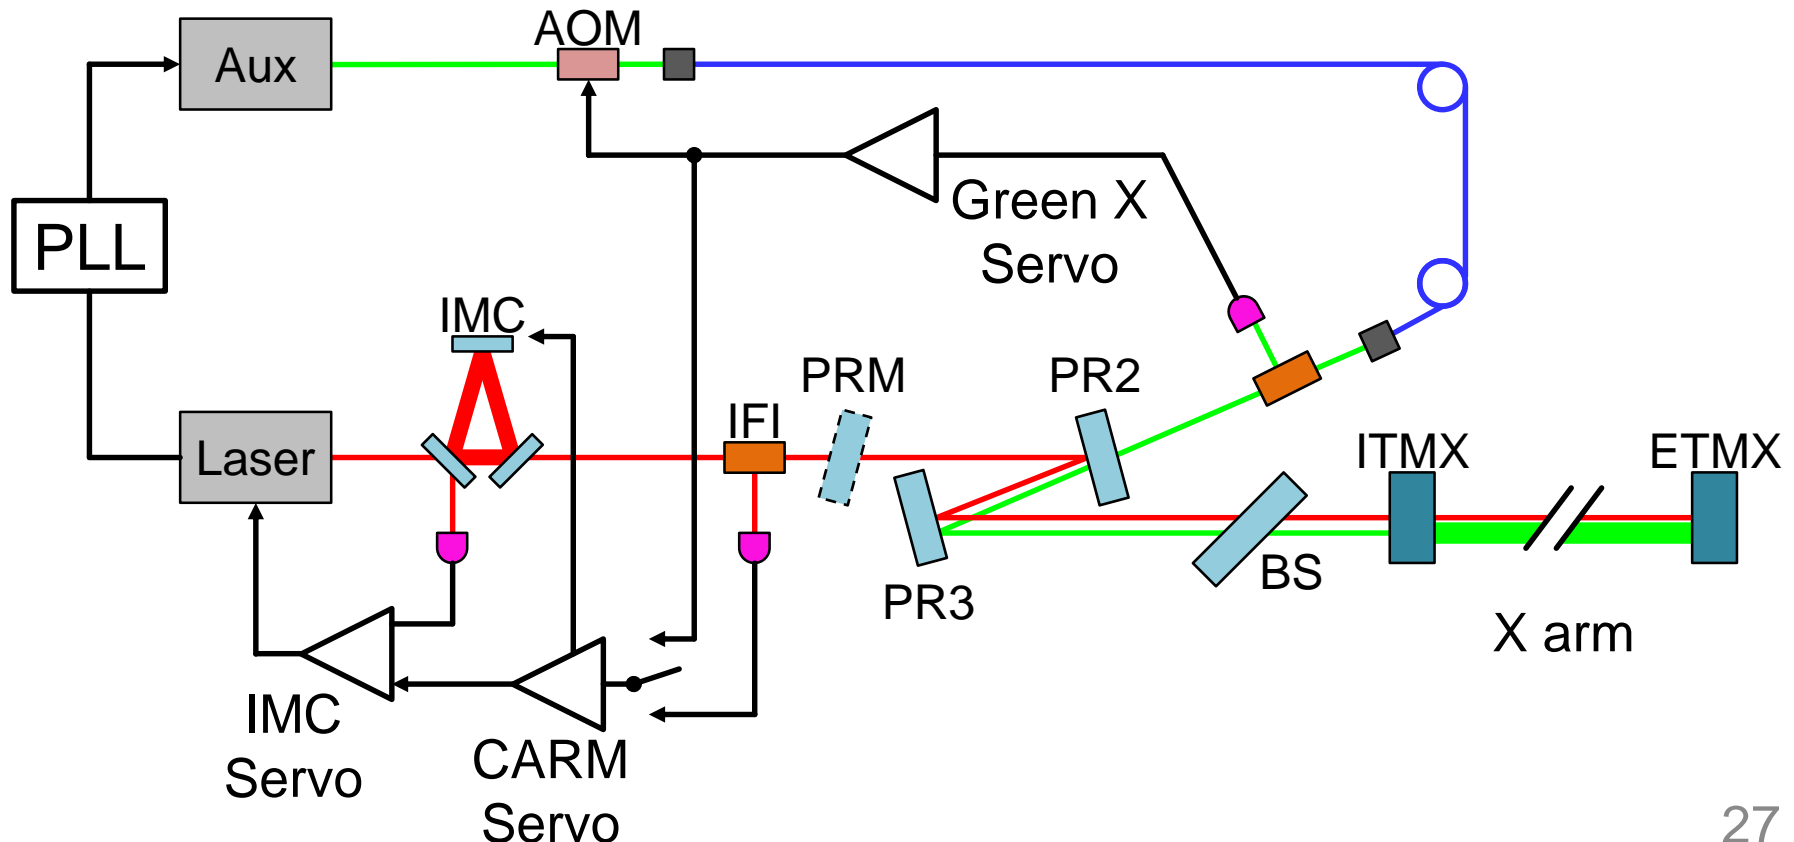 AOM
Aux
Green X
Servo
PLL
IMC
PRM
PR2
IFI
Laser
ITMX
ETMX
BS
PR3
X arm
IMC
Servo
CARM
Servo
27